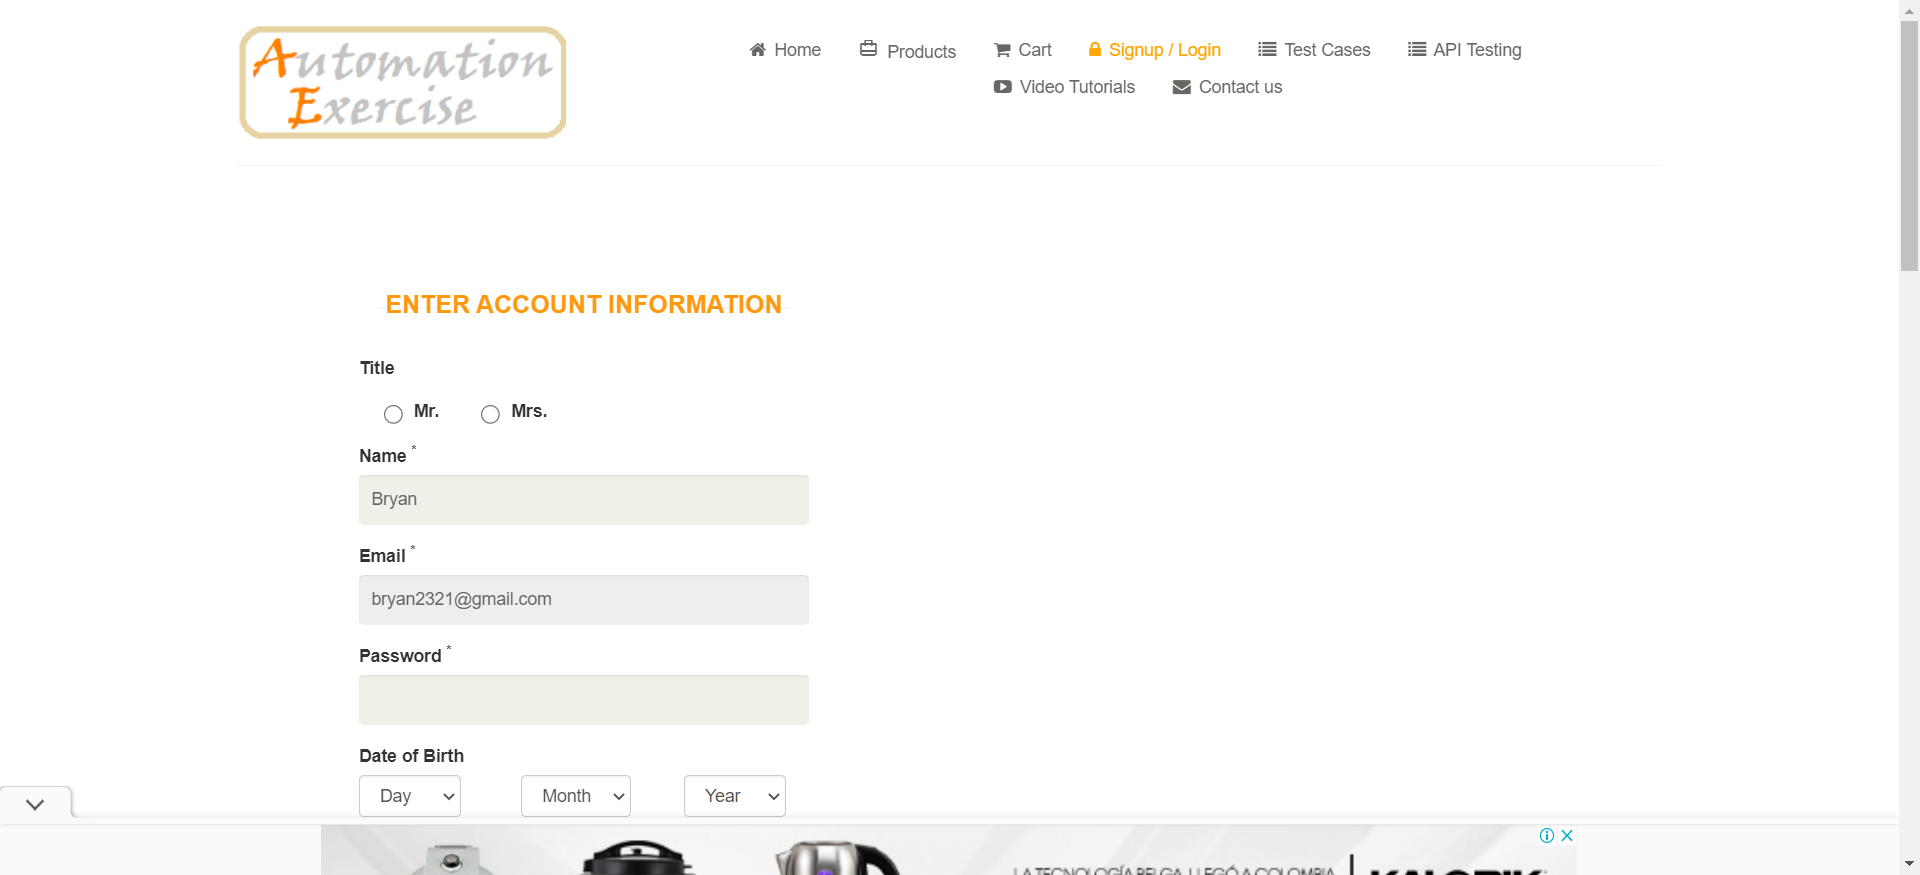 Automation
Exercise
Home Products Cart Signup / Login Test Cases API Testing
Video Tutorials Contact us
ENTER ACCOUNT INFORMATION
Title
Mr. Mrs.
Name *
Bryan
Email *
bryan2321@gmail.com
Password *
Date of Birth
Day Month Year
LA TECNOLOGÍA BELGA, LLEGÓ A COLOMBIA KALORIK